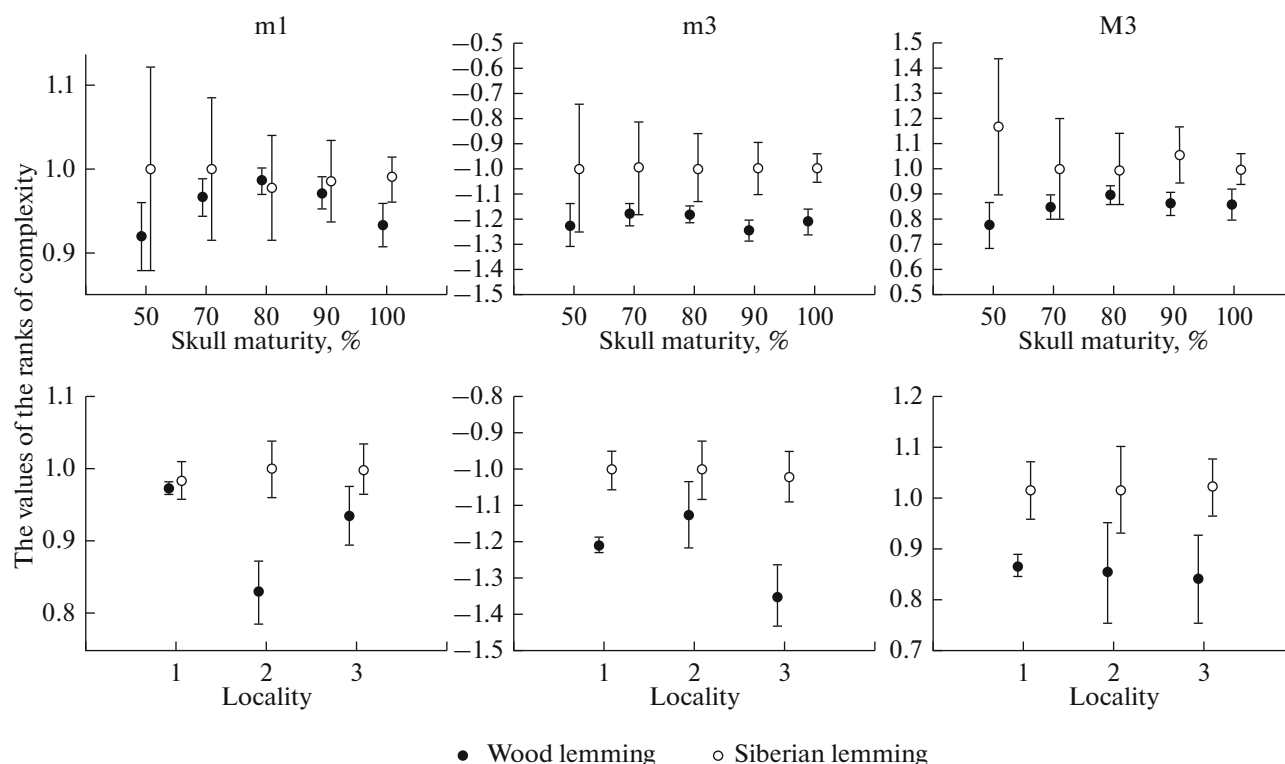 m1
m3
M3
The values of the ranks of complexity
1.1
1.0
0.9
50 70 80 90 100
Skull maturity, %
−0.5
−0.6
−0.7
−0.8
−0.9
−1.0
−1.1
−1.2
−1.3
−1.4
−1.5
50 70 80 90 100
Skull maturity, %
1.5
1.4
1.3
1.2
1.1
1.0
0.9
0.8
0.7
0.6
0.5
50 70 80 90 100
Skull maturity, %
1.1
1.0
0.9
0.8
1 2 3
Locality
−0.8
−0.9
−1.0
−1.1
−1.2
−1.3
−1.4
−1.5
1 2 3
Locality
1.2
1.1
1.0
0.9
0.8
0.7
1 2 3
Locality
Wood lemming Siberian lemming